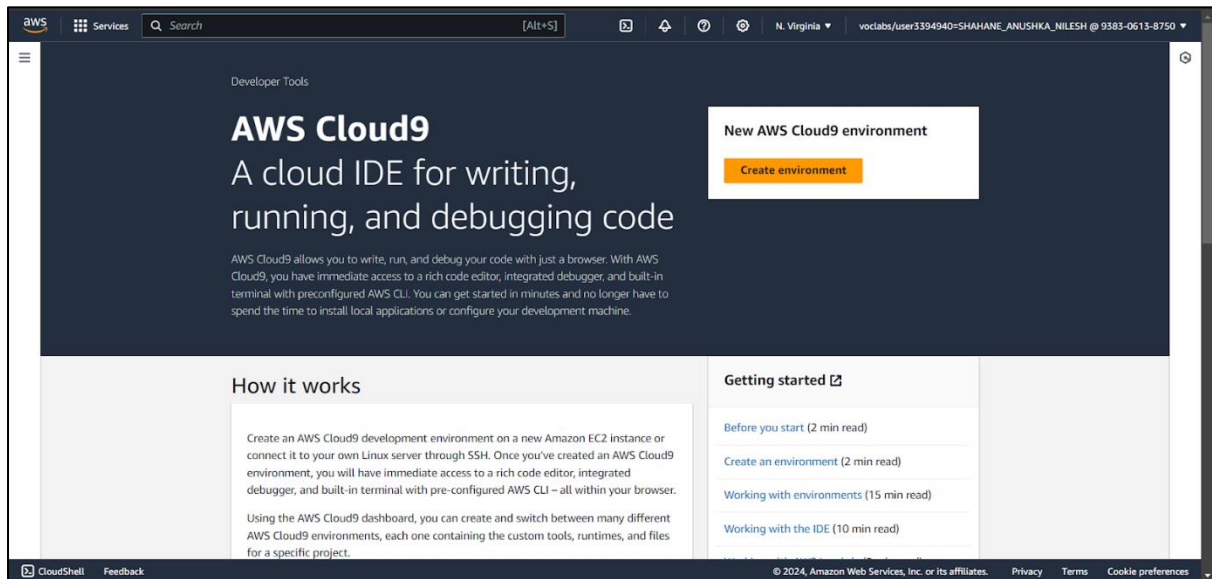 aws Services Search [Alt+S] N. Virginia voclabs/user3394940=SHAHANE_ANUSHKA_NILESH @ 9383-0613-8750
Developer Tools
AWS Cloud9
A cloud IDE for writing,
running, and debugging code
AWS Cloud9 allows you to write, run, and debug your code with just a browser. With AWS
Cloud9, you have immediate access to a rich code editor, integrated debugger, and built-in
terminal with preconfigured AWS CLI. You can get started in minutes and no longer have to
spend the time to install local applications or configure your development machine.
New AWS Cloud9 environment
Create environment
How it works
Create an AWS Cloud9 development environment on a new Amazon EC2 instance or
connect it to your own Linux server through SSH. Once you've created an AWS Cloud9
environment, you will have immediate access to a rich code editor, integrated
debugger, and built-in terminal with pre-configured AWS CLI – all within your browser.
Using the AWS Cloud9 dashboard, you can create and switch between many different
AWS Cloud9 environments, each one containing the custom tools, runtimes, and files
for a specific project.
Getting started
Before you start (2 min read)
Create an environment (2 min read)
Working with environments (15 min read)
Working with the IDE (10 min read)
CloudShell Feedback © 2024, Amazon Web Services, Inc. or its affiliates. Privacy Terms Cookie preferences